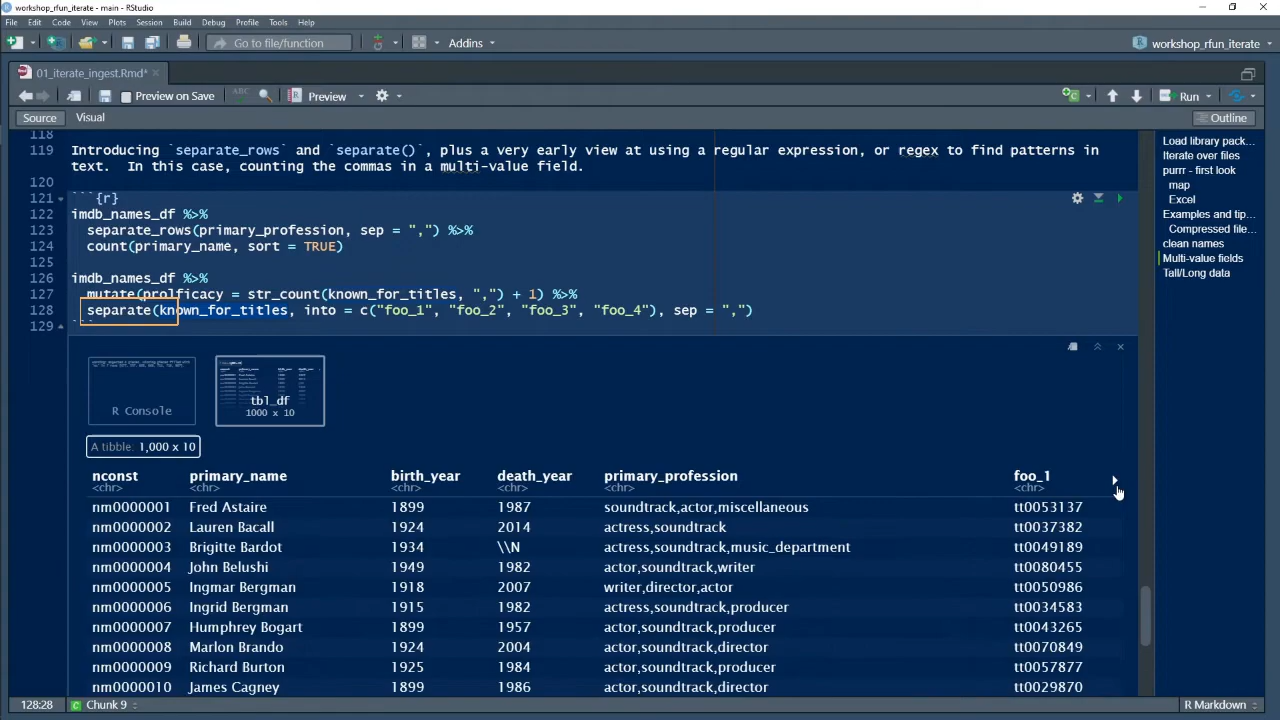 workshop_rfun_iterate - main - RStudio
File Edit Code View Plots Session Build Debug Profile Tools Help
Go to file/function Addins workshop_rfun_iterate
01_iterate_ingest.Rmd*
Preview on Save ABC Preview Run
Source Visual Outline
118
119 Introducing `separate_rows` and `separate()`, plus a very early view at using a regular expression, or regex to find patterns in
text. In this case, counting the commas in a multi-value field.
120
121 ```{r}
122 imdb_names_df %>%
123 separate_rows(primary_profession, sep = ",") %>%
124 count(primary_name, sort = TRUE)
125
126 imdb_names_df %>%
127 mutate(prolficacy = str_count(known_for_titles, ",") + 1) %>%
128 separate(known_for_titles, into = c("foo_1", "foo_2", "foo_3", "foo_4"), sep = ",")
129 ```
Load library pack...
Iterate over files
purrr - first look
map
Excel
Examples and tip...
Compressed file...
clean names
Multi-value fields
Tall/Long data
R Console
tbl_df
1000 x 10
A tibble: 1,000 x 10
nconst primary_name birth_year death_year primary_profession foo_1
<chr> <chr> <chr> <chr> <chr> <chr>
nm0000001 Fred Astaire 1899 1987 soundtrack,actor,miscellaneous tt0053137
nm0000002 Lauren Bacall 1924 2014 actress,soundtrack tt0037382
nm0000003 Brigitte Bardot 1934 \\N actress,soundtrack,music_department tt0049189
nm0000004 John Belushi 1949 1982 actor,soundtrack,writer tt0080455
nm0000005 Ingmar Bergman 1918 2007 writer,director,actor tt0050986
nm0000006 Ingrid Bergman 1915 1982 actress,soundtrack,producer tt0034583
nm0000007 Humphrey Bogart 1899 1957 actor,soundtrack,producer tt0043265
nm0000008 Marlon Brando 1924 2004 actor,soundtrack,director tt0070849
nm0000009 Richard Burton 1925 1984 actor,soundtrack,producer tt0057877
nm0000010 James Cagney 1899 1986 actor,soundtrack,director tt0029870
128:28 Chunk 9 R Markdown